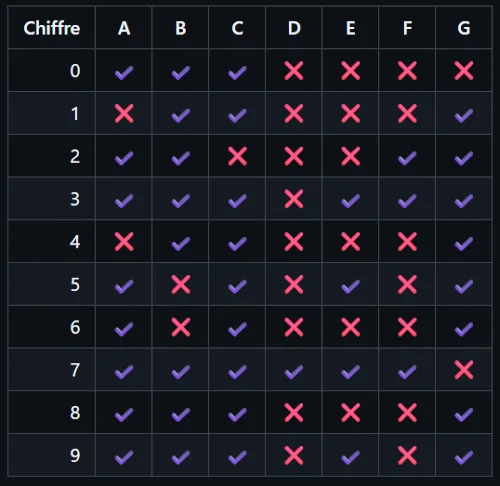 Chiffre A B C D E F G
0 ✓ ✓ ✓ ✗ ✗ ✗ ✗
1 ✗ ✓ ✓ ✗ ✗ ✗ ✓
2 ✓ ✓ ✗ ✗ ✗ ✓ ✓
3 ✓ ✓ ✓ ✗ ✓ ✓ ✓
4 ✗ ✓ ✓ ✗ ✗ ✗ ✓
5 ✓ ✗ ✓ ✗ ✓ ✗ ✓
6 ✓ ✗ ✓ ✗ ✗ ✗ ✓
7 ✓ ✓ ✓ ✓ ✓ ✓ ✗
8 ✓ ✓ ✓ ✗ ✗ ✗ ✓
9 ✓ ✓ ✓ ✗ ✓ ✗ ✓